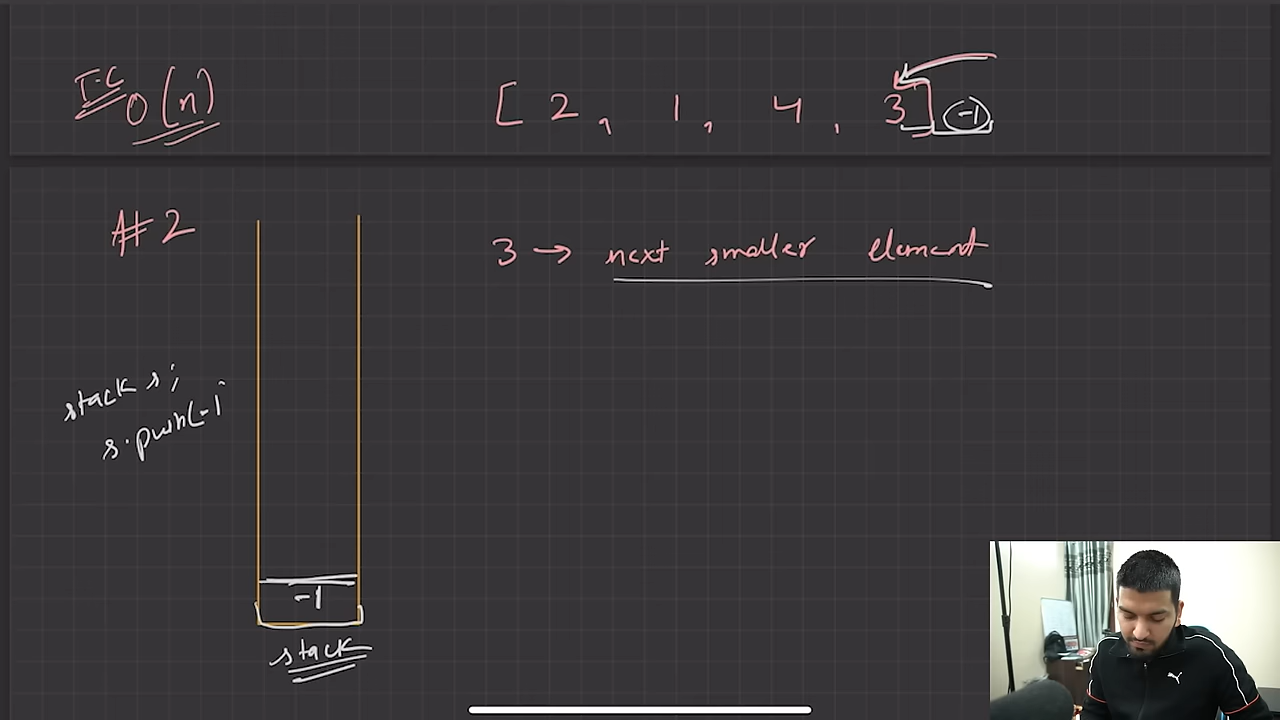 T.C O(n)
[ 2 , 1 , 4 , 3 ] -1
#2
3 → next smaller element
stack s;
s.push(-1
-1
stack